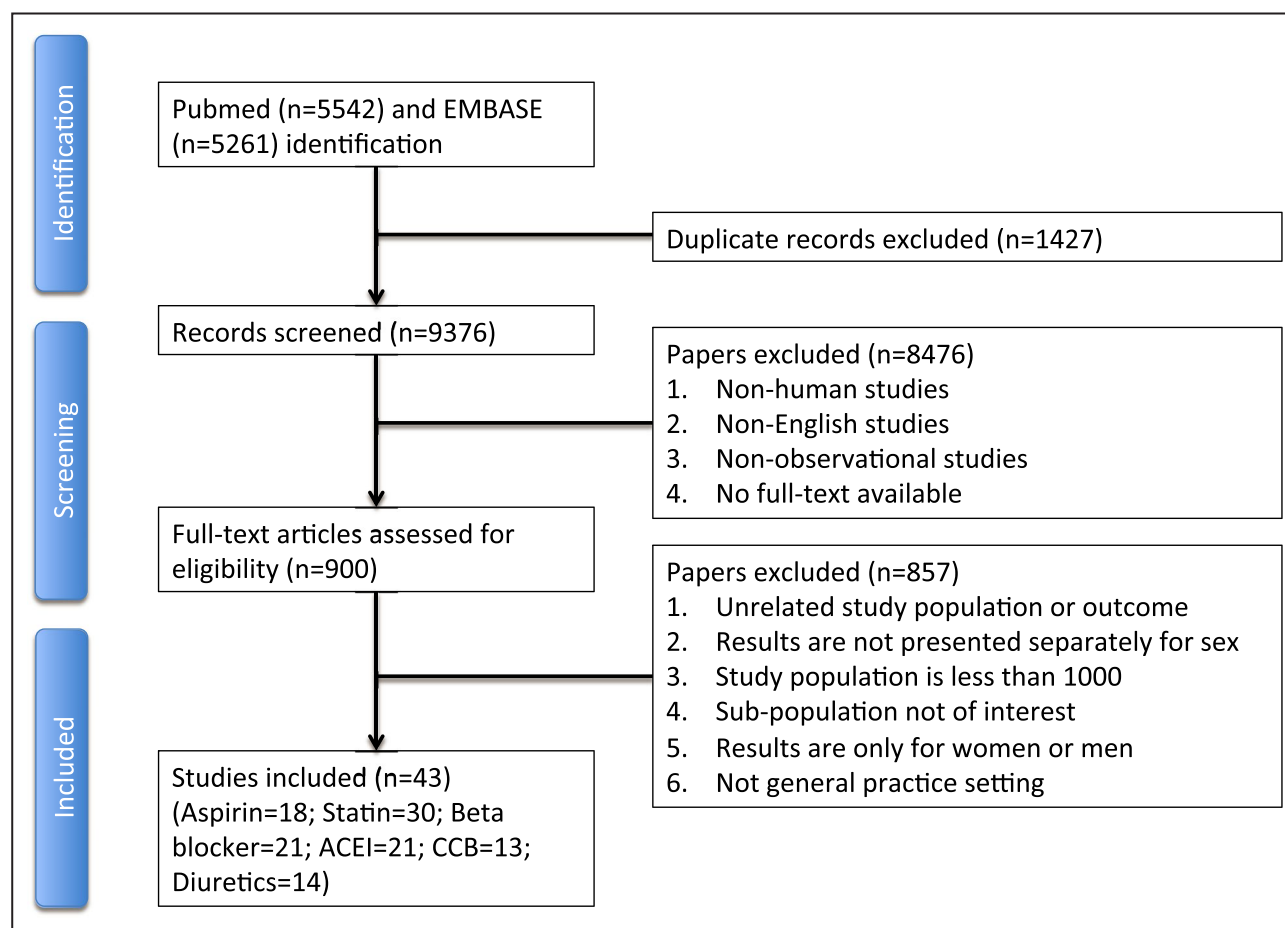 Identification
Pubmed (n=5542) and EMBASE
(n=5261) identification
Duplicate records excluded (n=1427)
Screening
Records screened (n=9376)
Papers excluded (n=8476)
1. Non-human studies
2. Non-English studies
3. Non-observational studies
4. No full-text available
Full-text articles assessed for
eligibility (n=900)
Papers excluded (n=857)
1. Unrelated study population or outcome
2. Results are not presented separately for sex
3. Study population is less than 1000
4. Sub-population not of interest
5. Results are only for women or men
6. Not general practice setting
Included
Studies included (n=43)
(Aspirin=18; Statin=30; Beta
blocker=21; ACEI=21; CCB=13;
Diuretics=14)